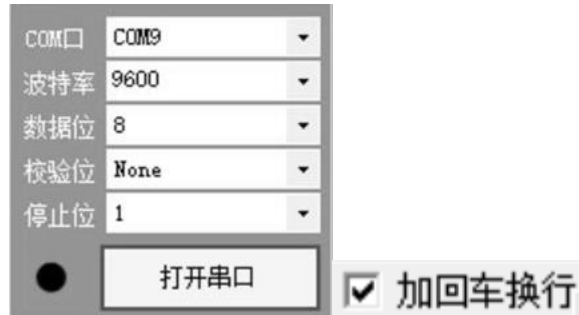 COM口 COM9
波特率 9600
数据位 8
校验位 None
停止位 1
打开串口
加回车换行